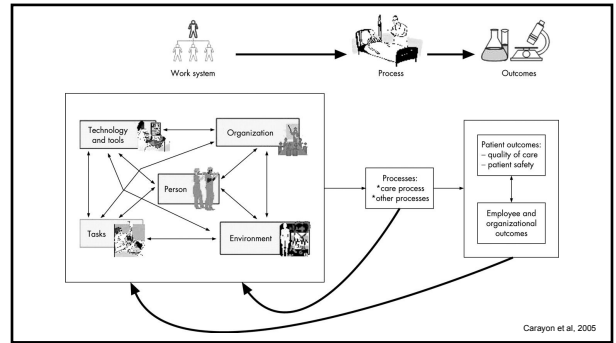 Work system
Process
Outcomes
Technology
and tools
Organization
Person
Tasks
Environment
Processes:
*care process
*other processes
Patient outcomes:
– quality of care
– patient safety
Employee and
organizational
outcomes
Carayon et al, 2005